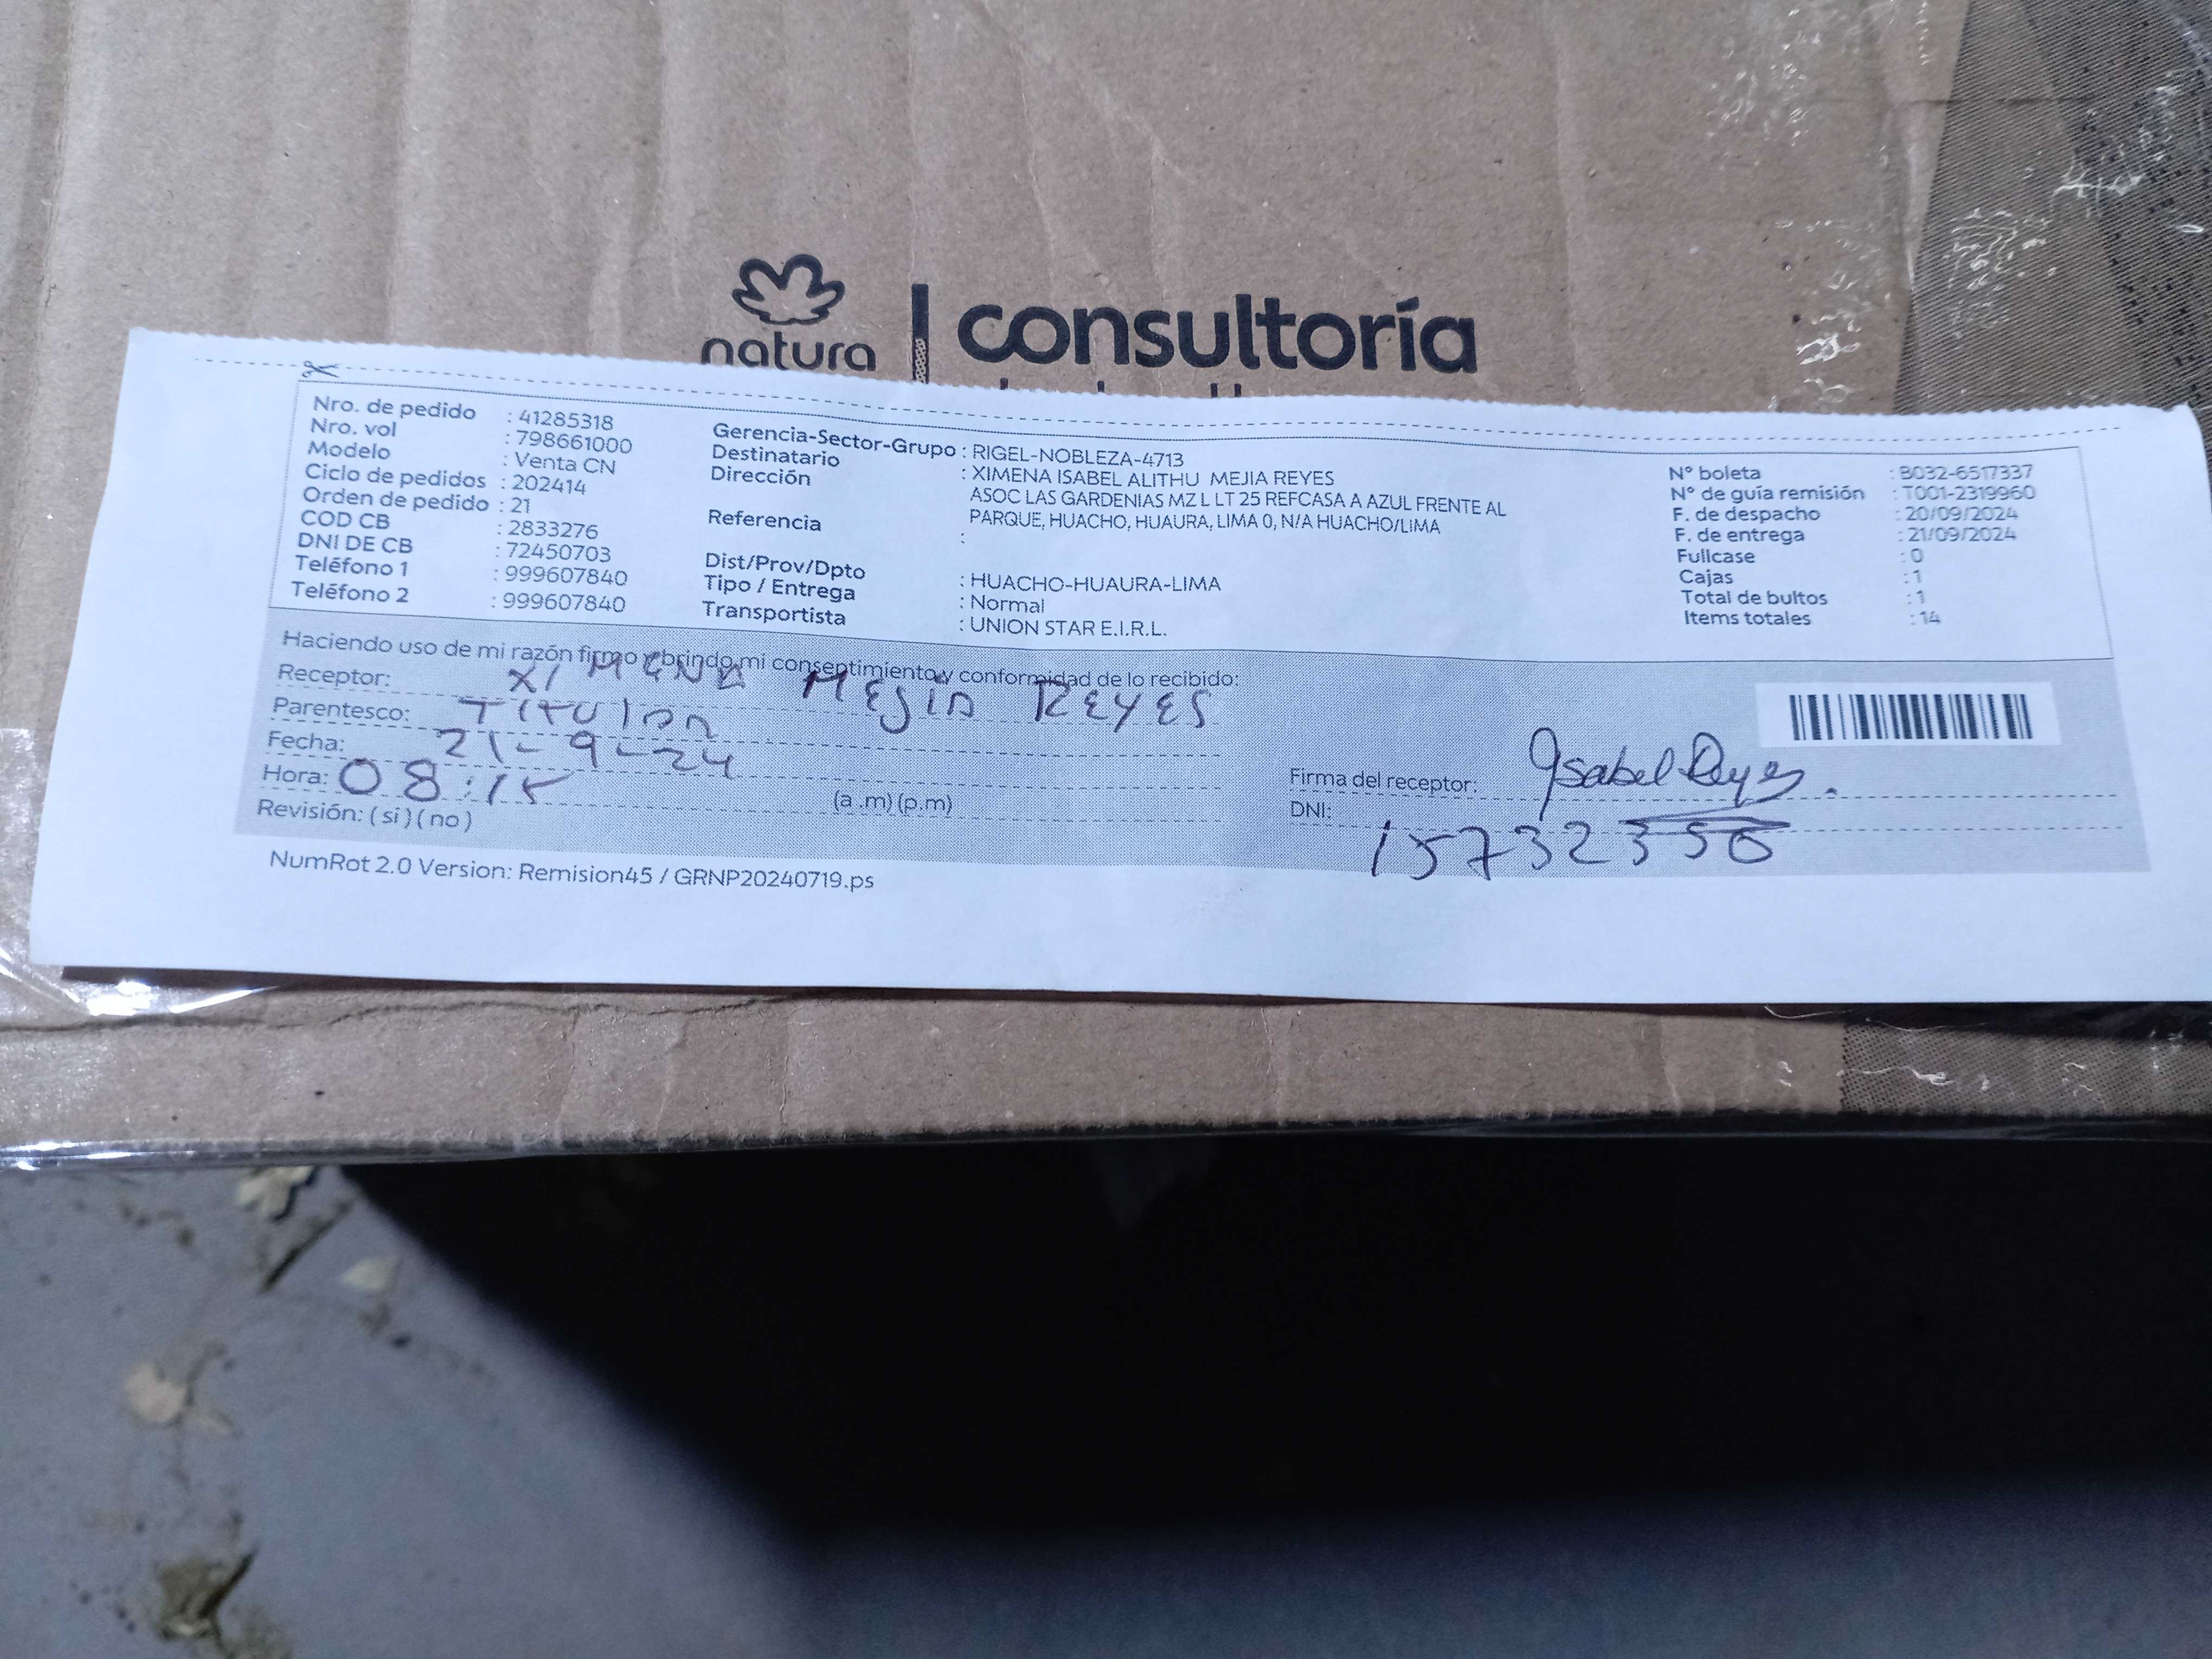 natura consultoría
Nro. de pedido : 41285318
Nro. vol : 798661000
Modelo : Venta CN
Ciclo de pedidos : 202414
Orden de pedido : 21
COD CB : 2833276
DNI DE CB : 72450703
Teléfono 1 : 999607840
Teléfono 2 : 999607840
Gerencia-Sector-Grupo : RIGEL-NOBLEZA-4713
Destinatario : XIMENA ISABEL ALITHU MEJIA REYES
Dirección ASOC LAS GARDENIAS MZ L LT 25 REFCASA A AZUL FRENTE AL
PARQUE, HUACHO, HUAURA, LIMA 0, N/A HUACHO/LIMA
Referencia :
Dist/Prov/Dpto : HUACHO-HUAURA-LIMA
Tipo / Entrega : Normal
Transportista : UNION STAR E.I.R.L.
N° boleta : B032-6517337
N° de guía remisión : T001-2319960
F. de despacho : 20/09/2024
F. de entrega : 21/09/2024
Fullcase : 0
Cajas : 1
Total de bultos : 1
Items totales : 14
Haciendo uso de mi razón firmo y brindo mi consentimiento y conformidad de lo recibido:
Receptor: XIMENA MEJIA REYES
Parentesco: TITULAR
Fecha: 21-9-24
Hora: 08:15 (a .m) (p.m)
Revisión: ( si ) ( no )
Firma del receptor: Ysabel Reyes.
DNI: 15732356
NumRot 2.0 Version: Remision45 / GRNP20240719.ps